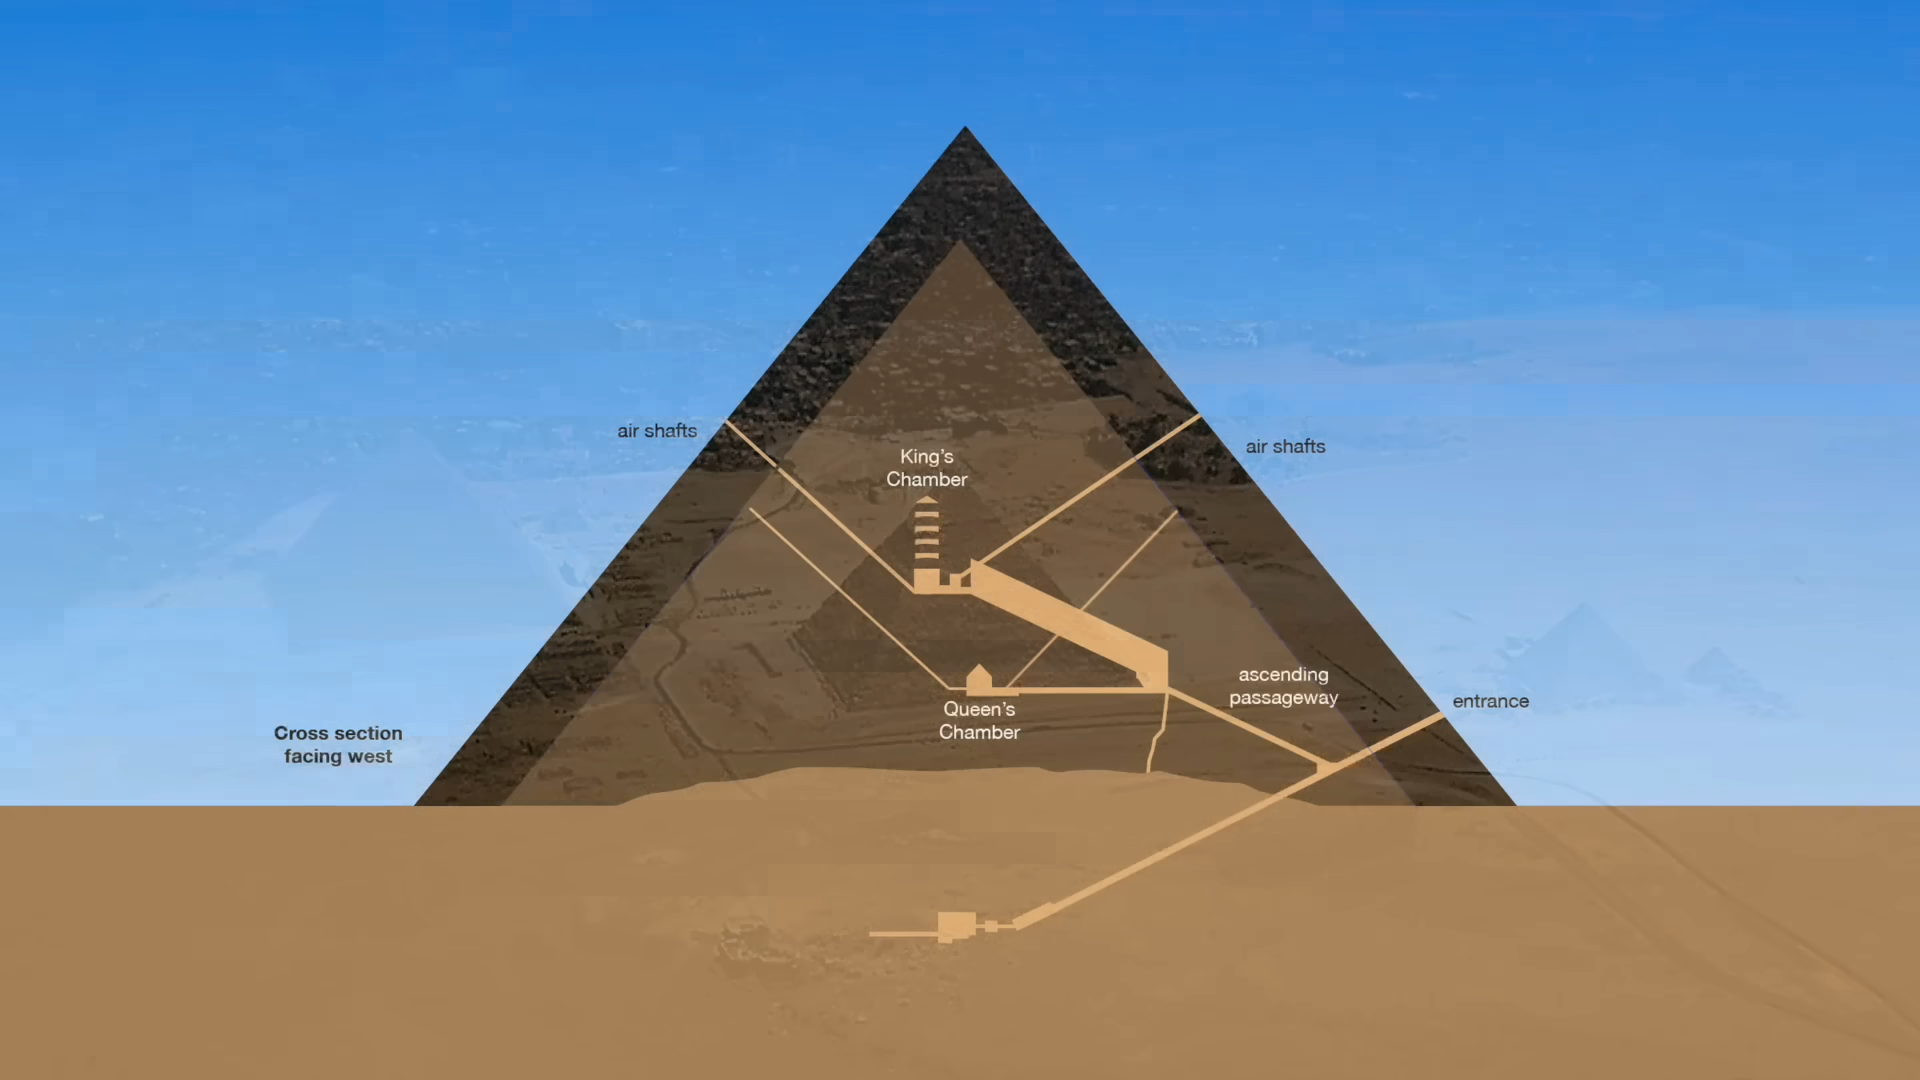 air shafts
King's
Chamber
air shafts
ascending
passageway
entrance
Queen's
Chamber
Cross section
facing west